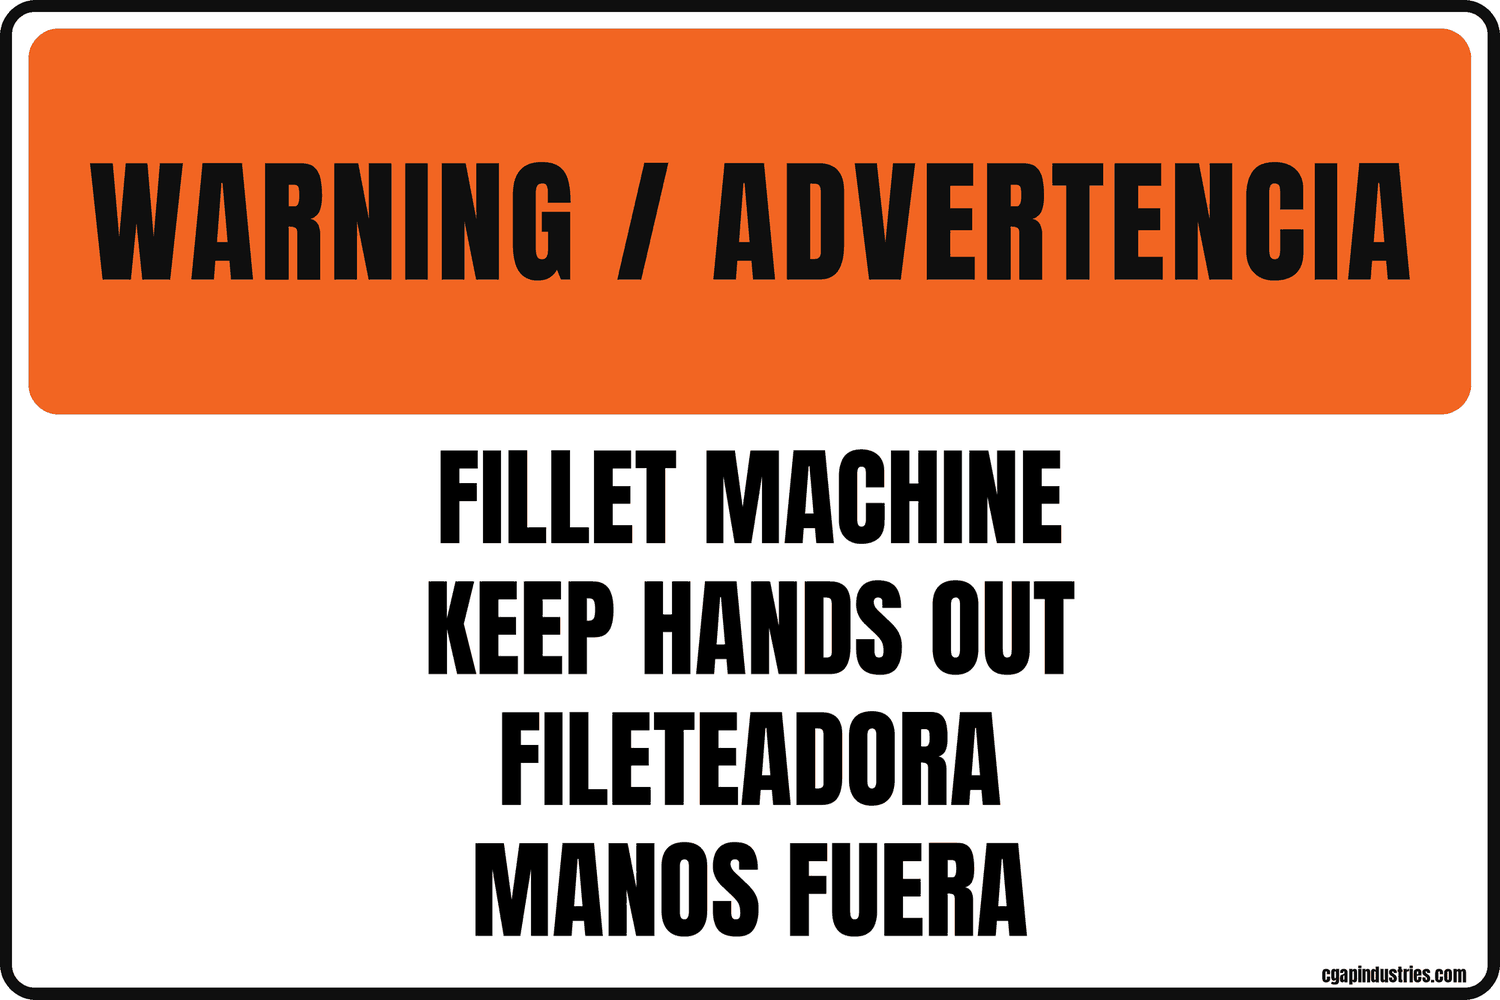 WARNING / ADVERTENCIA
FILLET MACHINE
KEEP HANDS OUT
FILETEADORA
MANOS FUERA
cgapindustries.com